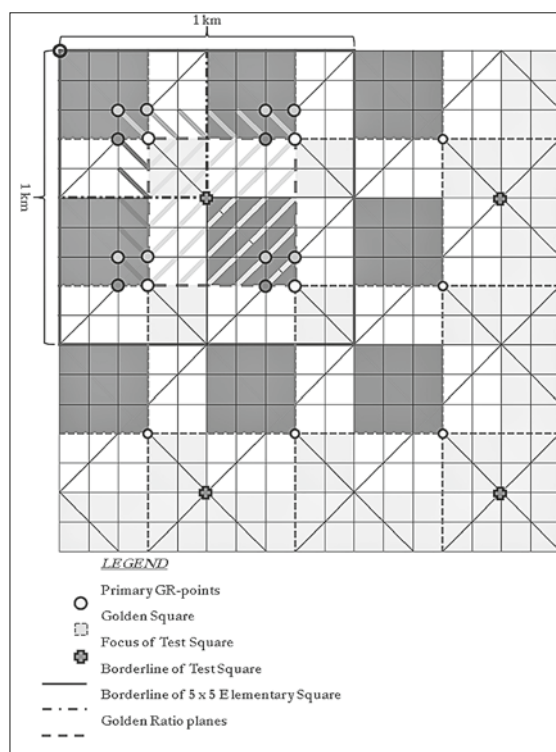 1 km
1 km
LEGEND
Primary GR-points
Golden Square
Focus of Test Square
Borderline of Test Square
Borderline of 5 x 5 Elementary Square
Golden Ratio planes